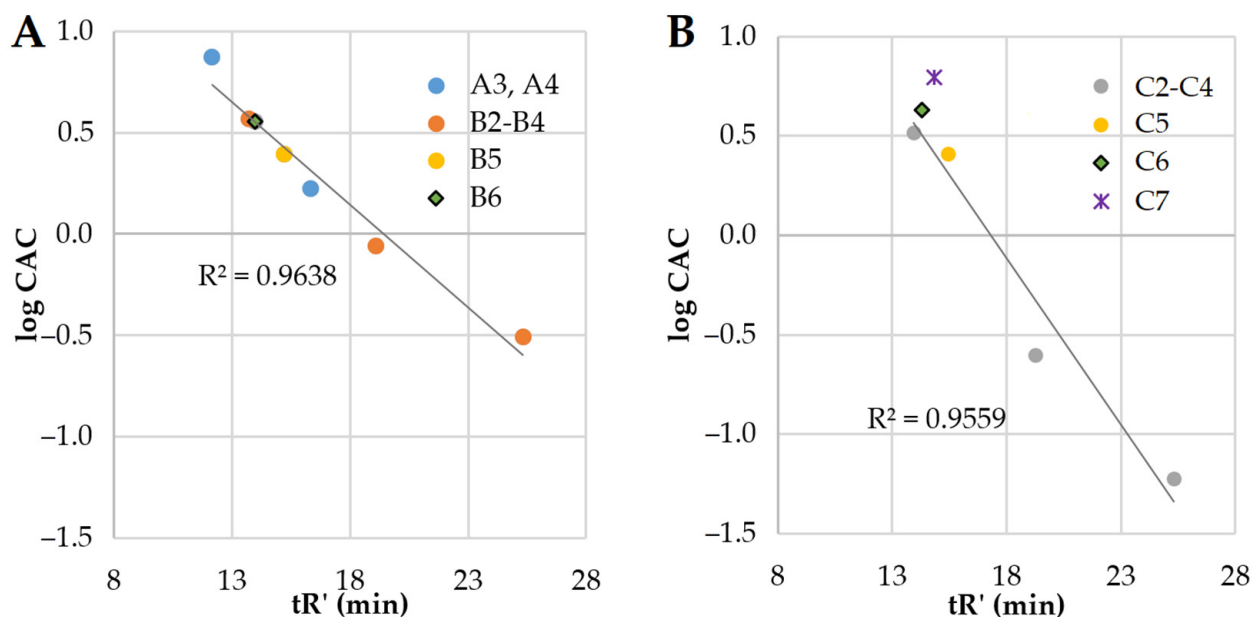 A
1.0
0.5
0.0
−0.5
−1.0
−1.5
log CAC
A3, A4
B2-B4
B5
B6
R² = 0.9638
8 13 18 23 28
tR' (min)
B
1.0
0.5
0.0
−0.5
−1.0
−1.5
log CAC
C2-C4
C5
C6
C7
R² = 0.9559
8 13 18 23 28
tR' (min)